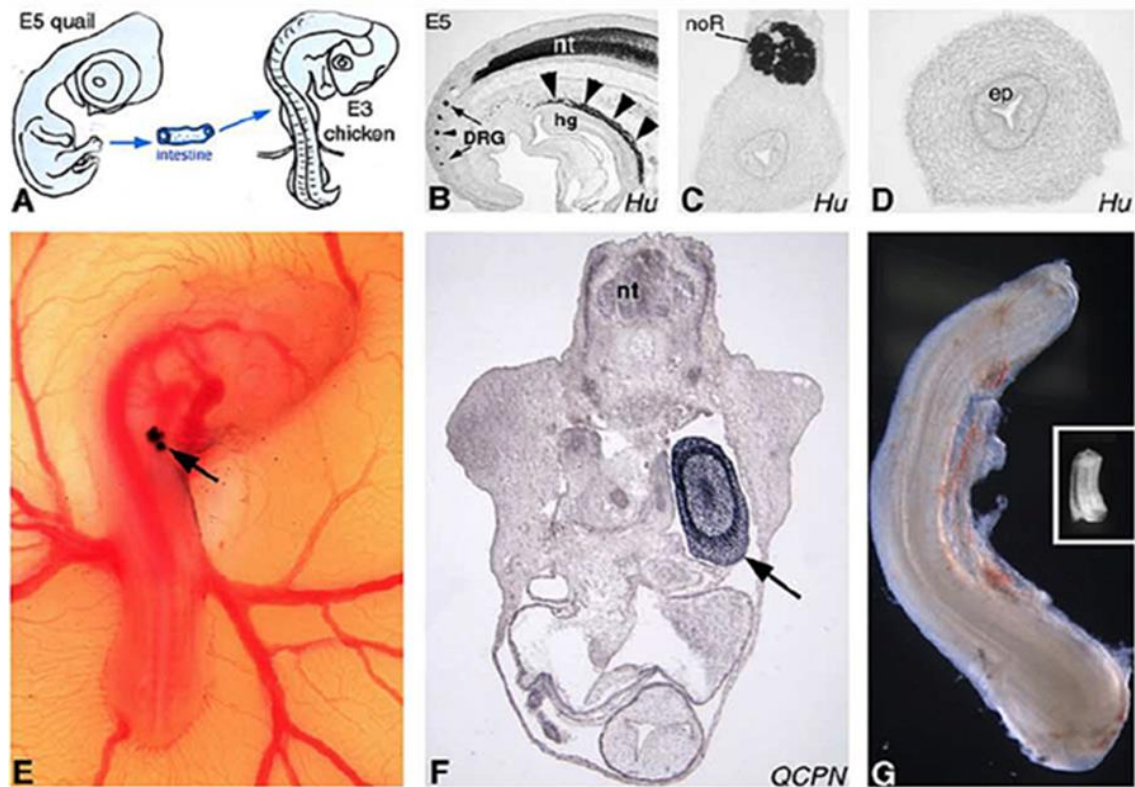 E5 quail
intestine
E3
chicken
A
E5
nt
hg
DRG
B
Hu
noR
C
Hu
ep
D
Hu
E
nt
F
QCPN
G